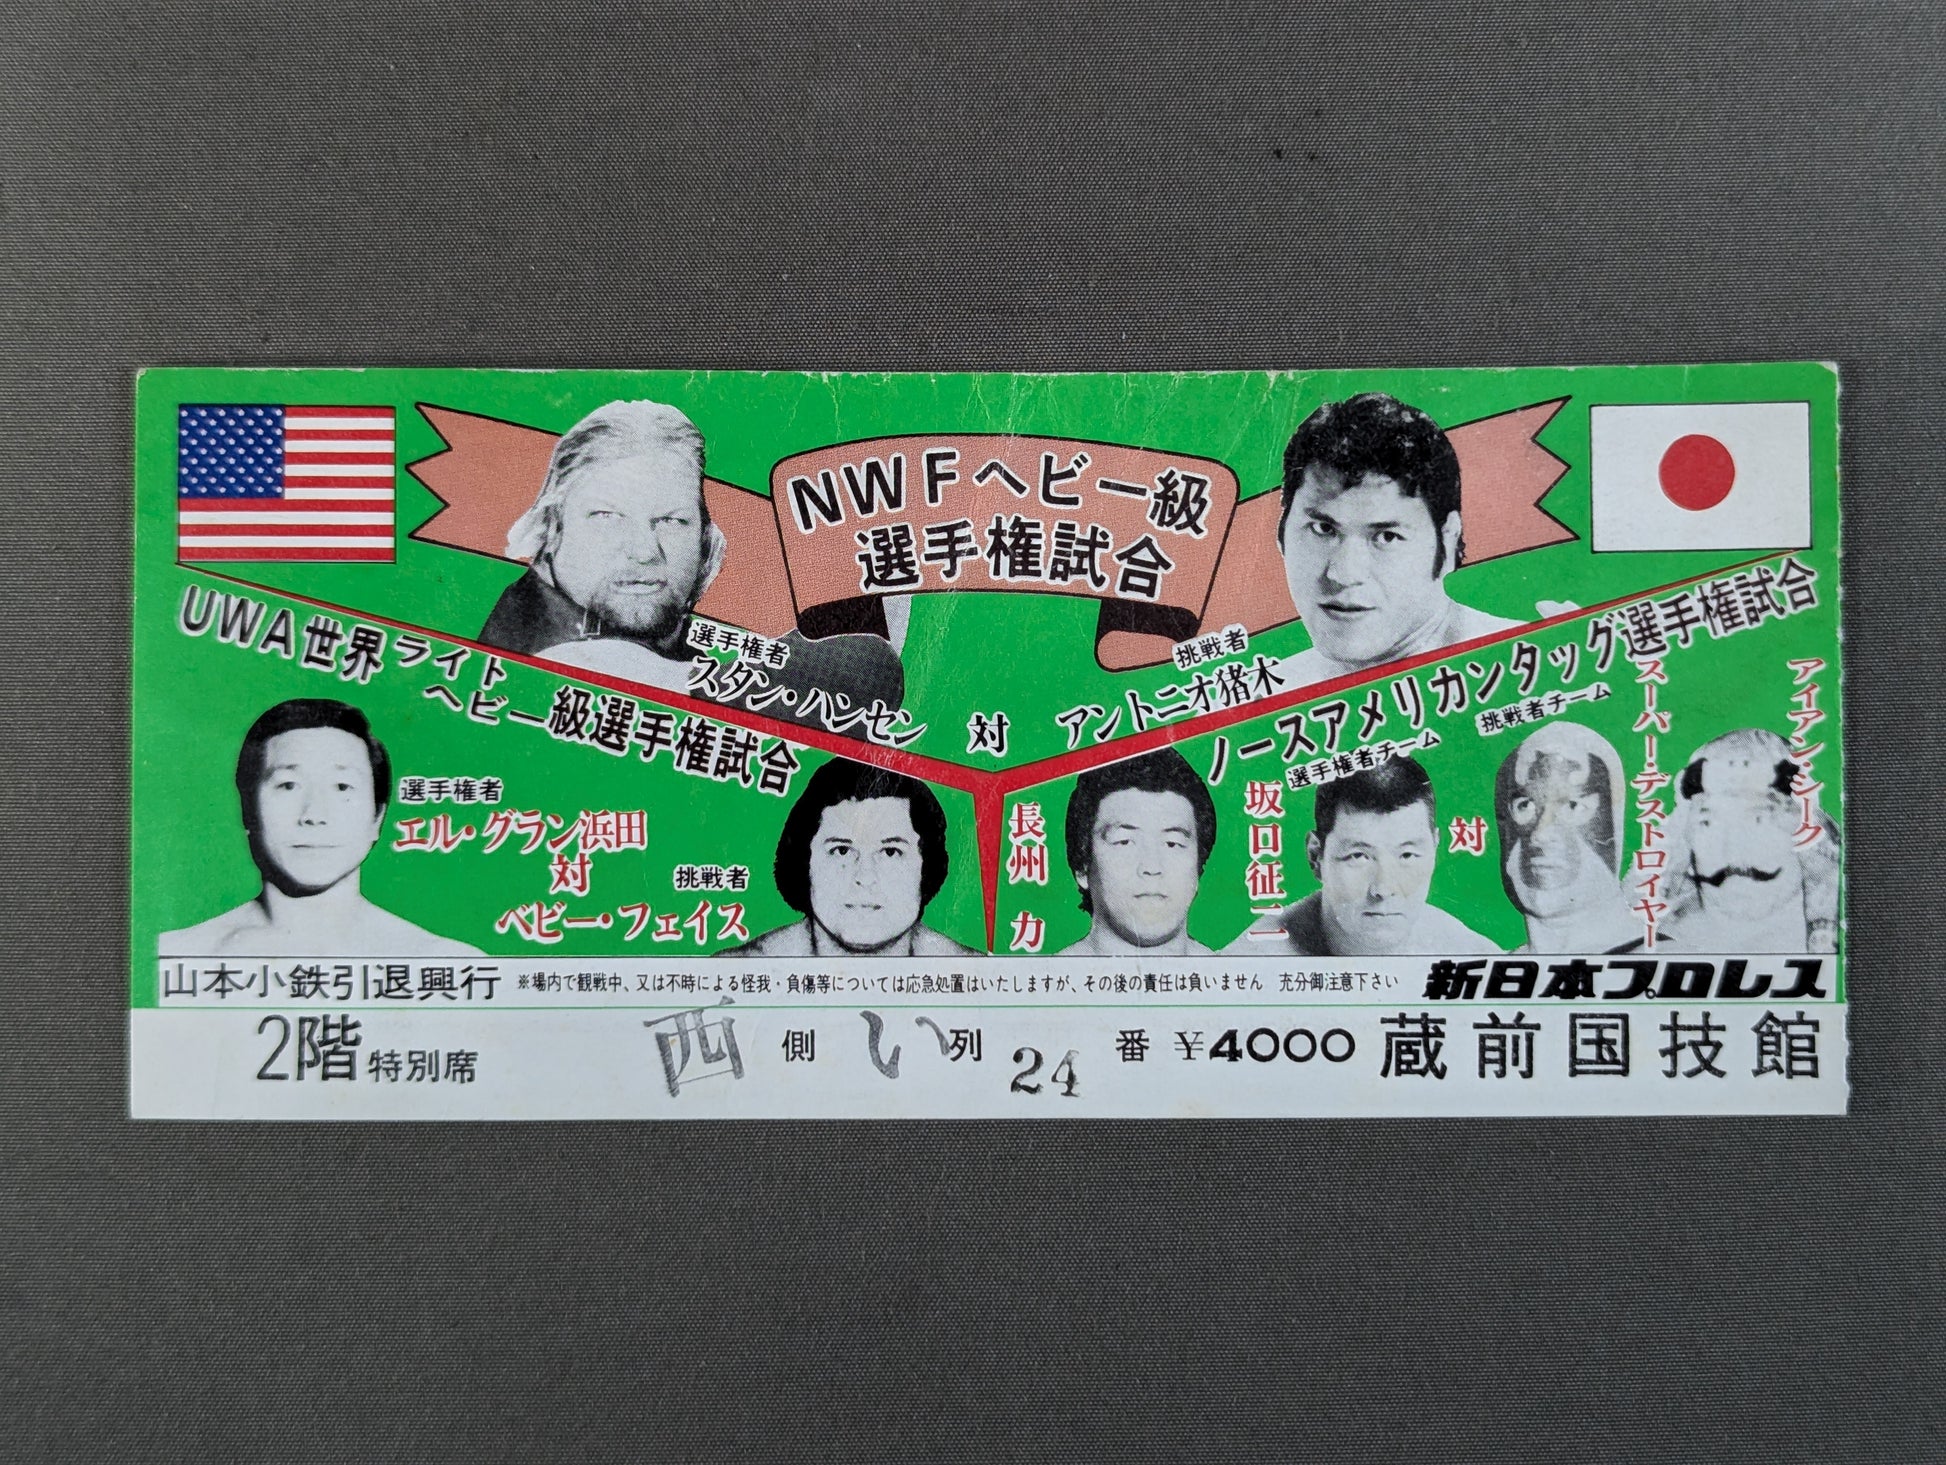 NWFヘビー級
選手権試合
選手権者
スタン・ハンセン
対
挑戦者
アントニオ猪木
UWA世界ライトヘビー級選手権試合
選手権者
エル・グラン浜田
対
挑戦者
ベビー・フェイス
ノースアメリカンタッグ選手権試合
選手権者チーム
長州 力
坂口征二
対
挑戦者チーム
スーパー・デストロイヤー
アイアン・シーク
山本小鉄引退興行 ※場内で観戦中、又は不時による怪我・負傷等については応急処置はいたしますが、その後の責任は負いません 充分御注意下さい 新日本プロレス
2階特別席 西側 い列 24番 ¥4000 蔵前国技館